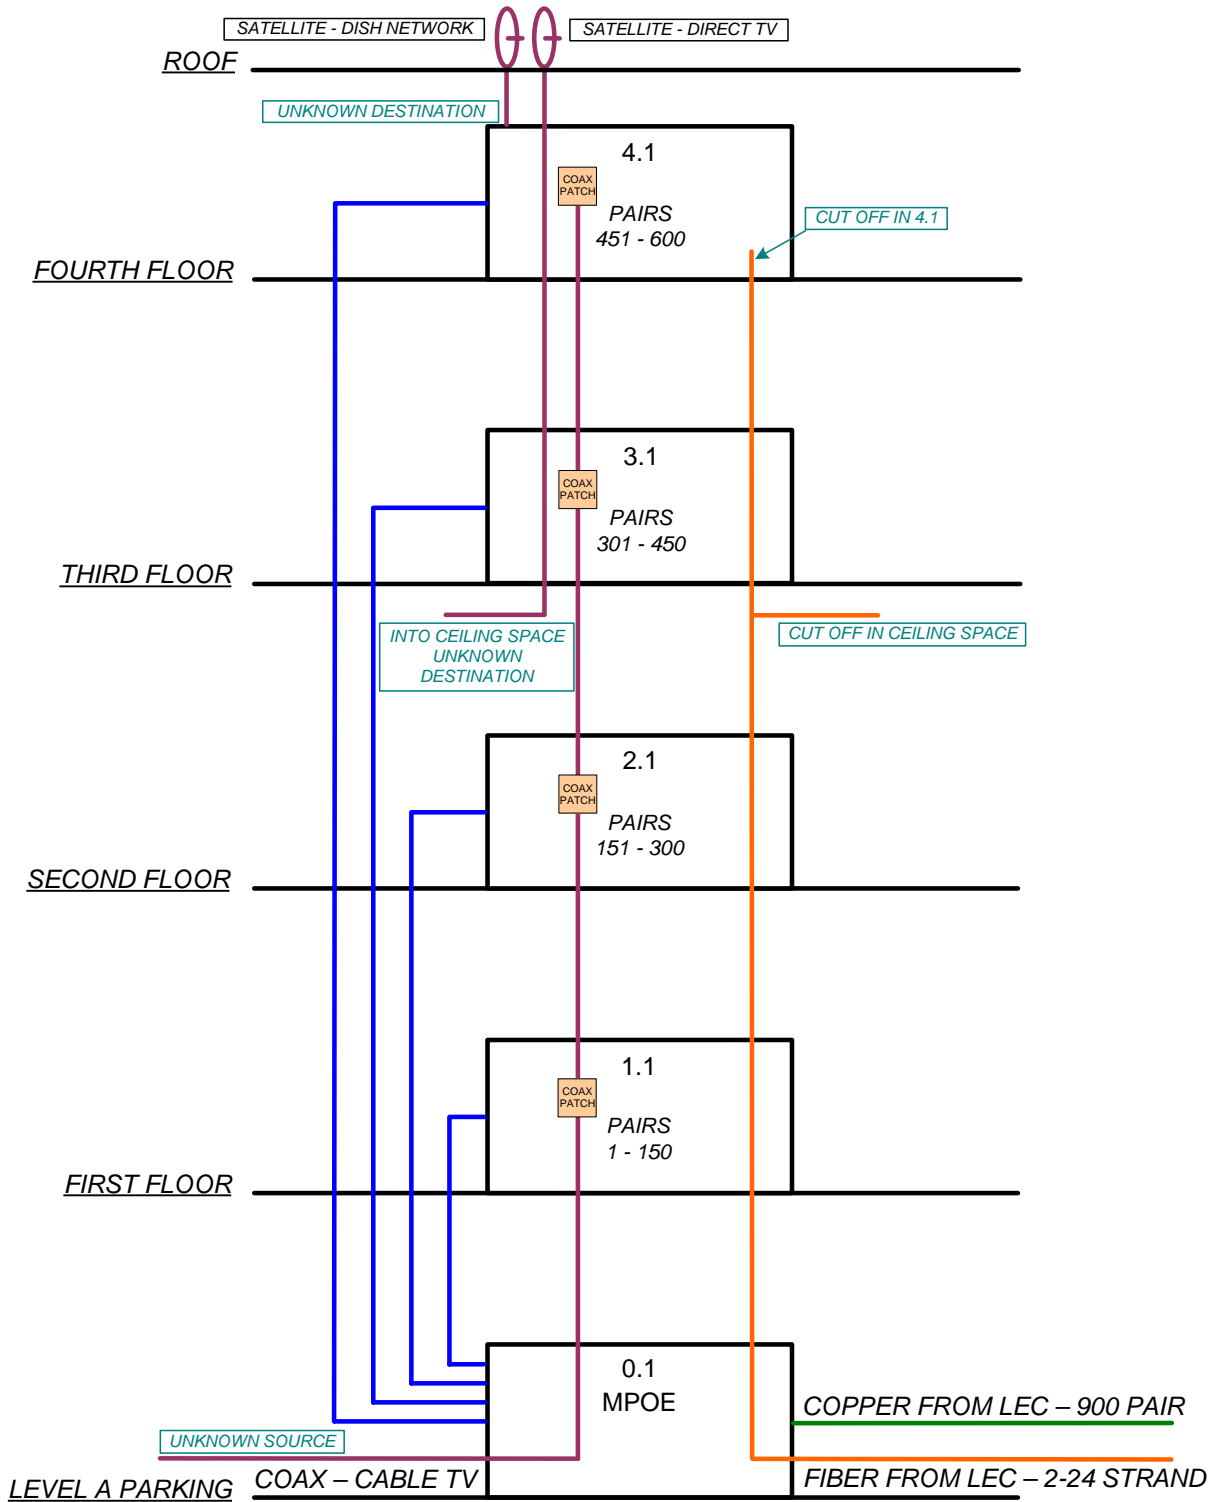 SATELLITE - DISH NETWORK
SATELLITE - DIRECT TV
ROOF
UNKNOWN DESTINATION
4.1
COAX
PATCH
PAIRS
451 - 600
CUT OFF IN 4.1
FOURTH FLOOR
3.1
COAX
PATCH
PAIRS
301 - 450
THIRD FLOOR
INTO CEILING SPACE
UNKNOWN
DESTINATION
CUT OFF IN CEILING SPACE
2.1
COAX
PATCH
PAIRS
151 - 300
SECOND FLOOR
1.1
COAX
PATCH
PAIRS
1 - 150
FIRST FLOOR
0.1
MPOE
COPPER FROM LEC – 900 PAIR
UNKNOWN SOURCE
COAX – CABLE TV
FIBER FROM LEC – 2-24 STRAND
LEVEL A PARKING